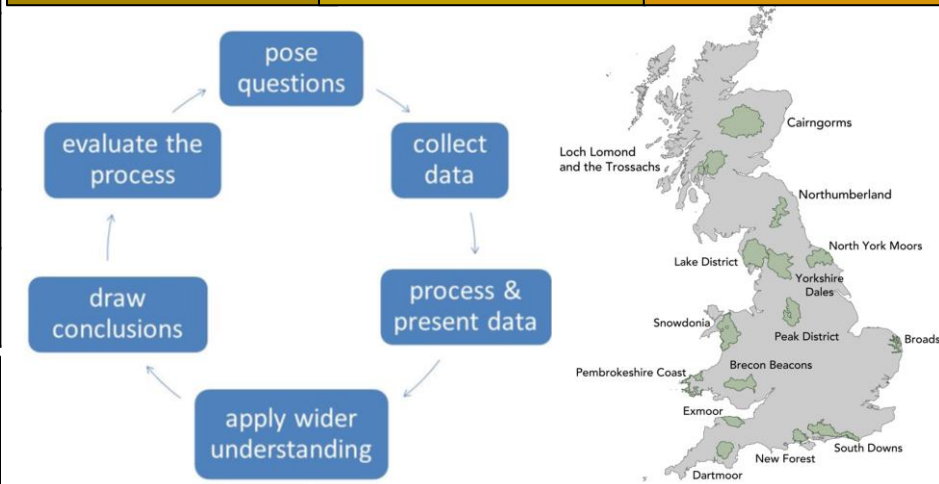 pose
questions
collect
data
process &
present data
apply wider
understanding
draw
conclusions
evaluate the
process
Cairngorms
Loch Lomond
and the Trossachs
Northumberland
North York Moors
Lake District
Yorkshire
Dales
Snowdonia
Peak District
Broads
Brecon Beacons
Pembrokeshire Coast
Exmoor
South Downs
New Forest
Dartmoor